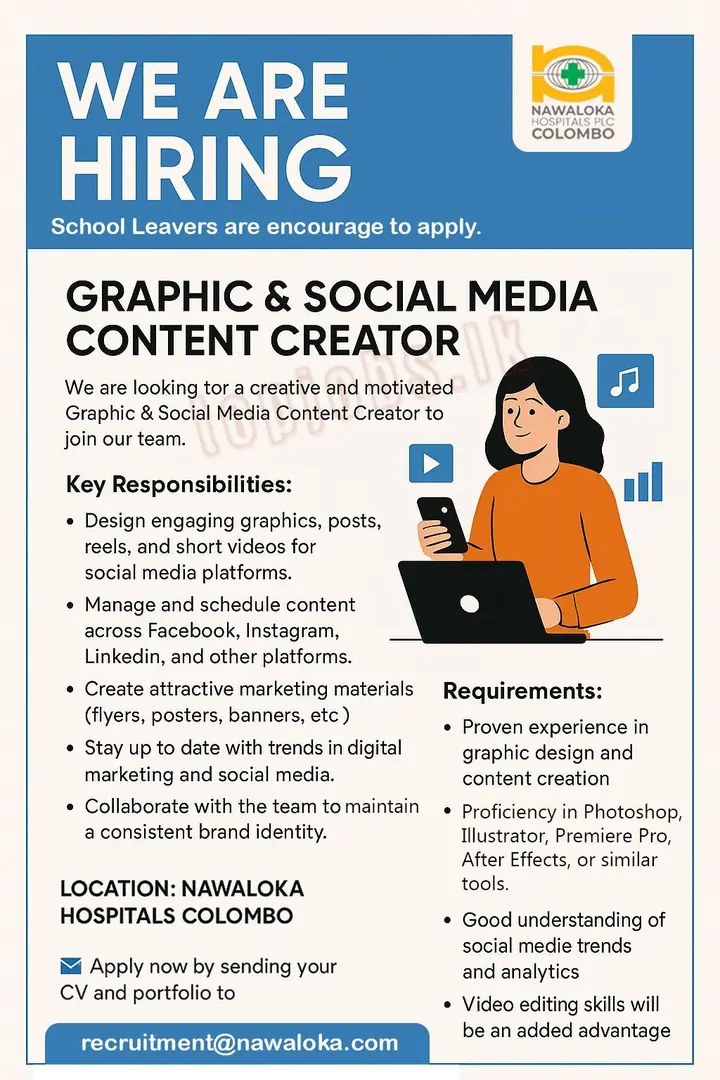 WE ARE
HIRING
School Leavers are encourage to apply.
NAWALOKA
HOSPITALS PLC
COLOMBO
GRAPHIC & SOCIAL MEDIA
CONTENT CREATOR
topjobs.lk
We are looking tor a creative and motivated
Graphic & Social Media Content Creator to
join our team.
Key Responsibilities:
• Design engaging graphics, posts,
reels, and short videos for
social media platforms.
• Manage and schedule content
across Facebook, Instagram,
Linkedin, and other platforms.
• Create attractive marketing materials
(flyers, posters, banners, etc )
• Stay up to date with trends in digital
marketing and social media.
• Collaborate with the team to maintain
a consistent brand identity.
LOCATION: NAWALOKA
HOSPITALS COLOMBO
Apply now by sending your
CV and portfolio to
recruitment@nawaloka.com
Requirements:
• Proven experience in
graphic design and
content creation
• Proficiency in Photoshop,
Illustrator, Premiere Pro,
After Effects, or similar
tools.
• Good understanding of
social medie trends
and analytics
• Video editing skills will
be an added advantage